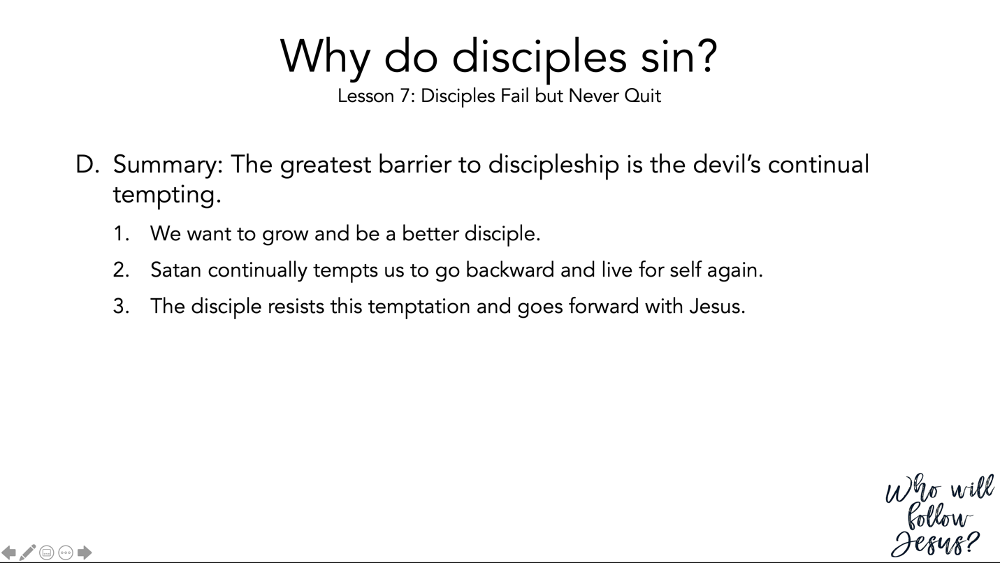 Why do disciples sin?
Lesson 7: Disciples Fail but Never Quit
D. Summary: The greatest barrier to discipleship is the devil’s continual
tempting.
1. We want to grow and be a better disciple.
2. Satan continually tempts us to go backward and live for self again.
3. The disciple resists this temptation and goes forward with Jesus.
Who will
follow
Jesus?